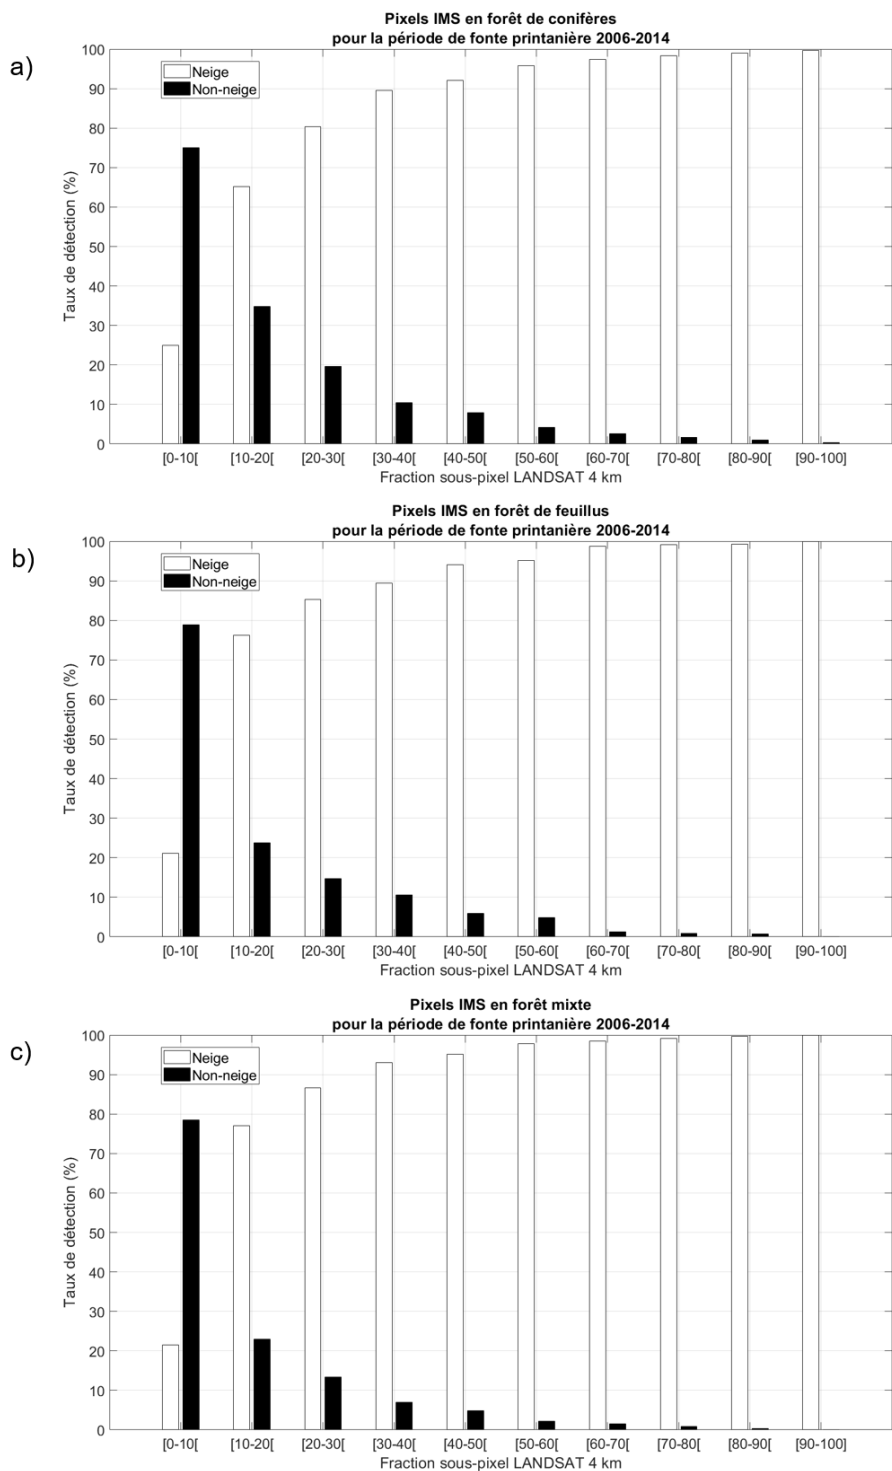 a)
Pixels IMS en forêt de conifères
pour la période de fonte printanière 2006-2014
Taux de détection (%)
100
90
80
70
60
50
40
30
20
10
0
Neige
Non-neige
[0-10[ [10-20[ [20-30[ [30-40[ [40-50[ [50-60[ [60-70[ [70-80[ [80-90[ [90-100]
Fraction sous-pixel LANDSAT 4 km
b)
Pixels IMS en forêt de feuillus
pour la période de fonte printanière 2006-2014
Taux de détection (%)
100
90
80
70
60
50
40
30
20
10
0
Neige
Non-neige
[0-10[ [10-20[ [20-30[ [30-40[ [40-50[ [50-60[ [60-70[ [70-80[ [80-90[ [90-100]
Fraction sous-pixel LANDSAT 4 km
c)
Pixels IMS en forêt mixte
pour la période de fonte printanière 2006-2014
Taux de détection (%)
100
90
80
70
60
50
40
30
20
10
0
Neige
Non-neige
[0-10[ [10-20[ [20-30[ [30-40[ [40-50[ [50-60[ [60-70[ [70-80[ [80-90[ [90-100]
Fraction sous-pixel LANDSAT 4 km